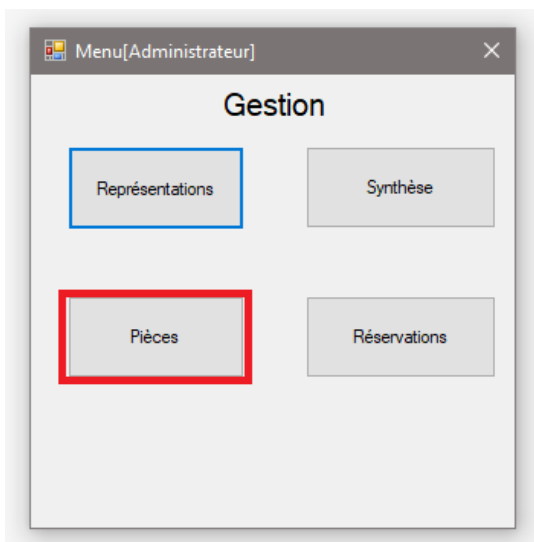 Menu[Administrateur]
Gestion
Représentations
Synthèse
Pièces
Réservations